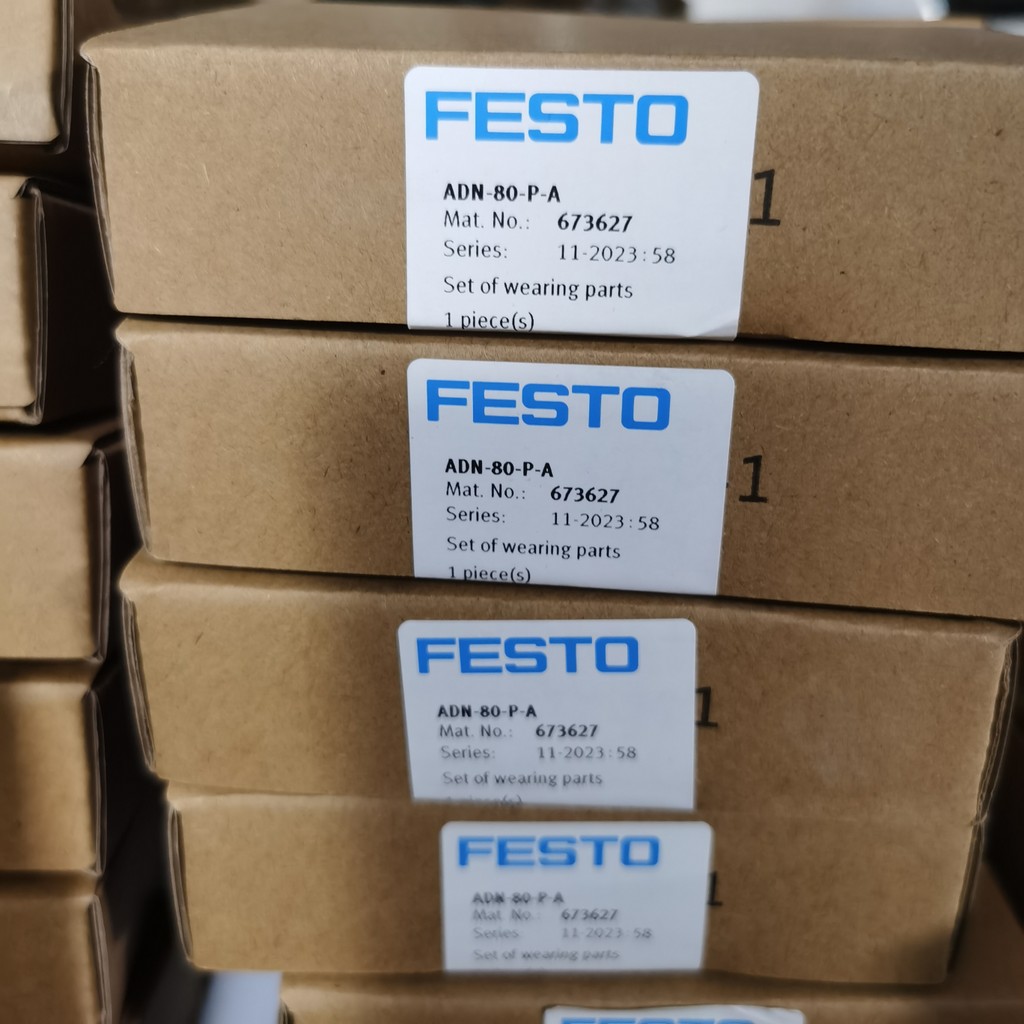 FESTO
ADN-80-P-A
Mat. No.: 673627
Series: 11-2023:58
Set of wearing parts
1 piece(s)
1
FESTO
ADN-80-P-A
Mat. No.: 673627
Series: 11-2023:58
Set of wearing parts
1 piece(s)
1
FESTO
ADN-80-P-A
Mat. No.: 673627
Series: 11-2023:58
Set of wearing parts
1 piece(s)
1
FESTO
ADN-80-P-A
Mat. No.: 673627
Series: 11-2023:58
Set of wearing parts
1
FESTO